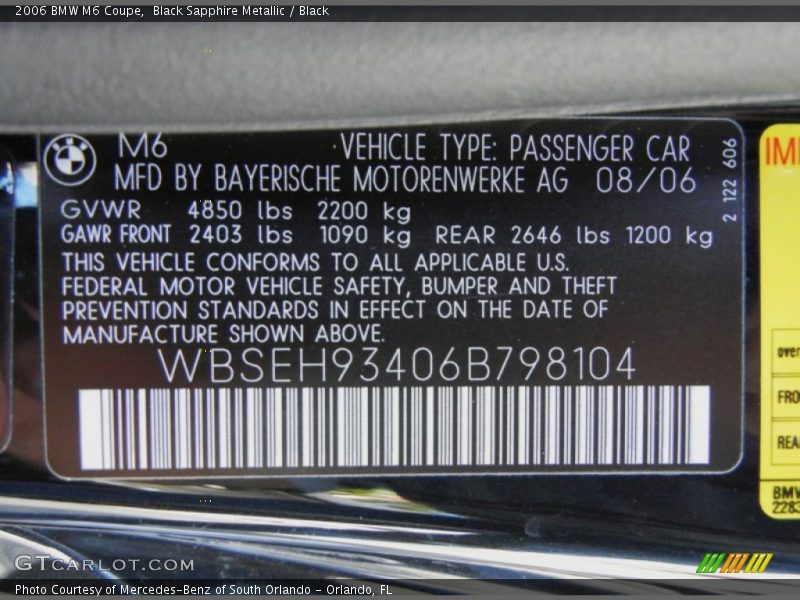 2006 BMW M6 Coupe, Black Sapphire Metallic / Black
M6 VEHICLE TYPE: PASSENGER CAR
MFD BY BAYERISCHE MOTORENWERKE AG 08/06
2 122 606
GVWR 4850 lbs 2200 kg
GAWR FRONT 2403 lbs 1090 kg REAR 2646 lbs 1200 kg
THIS VEHICLE CONFORMS TO ALL APPLICABLE U.S.
FEDERAL MOTOR VEHICLE SAFETY, BUMPER AND THEFT
PREVENTION STANDARDS IN EFFECT ON THE DATE OF
MANUFACTURE SHOWN ABOVE.
WBSEH93406B798104
BMW
2283
GTCARLOT.COM
Photo Courtesy of Mercedes-Benz of South Orlando - Orlando, FL